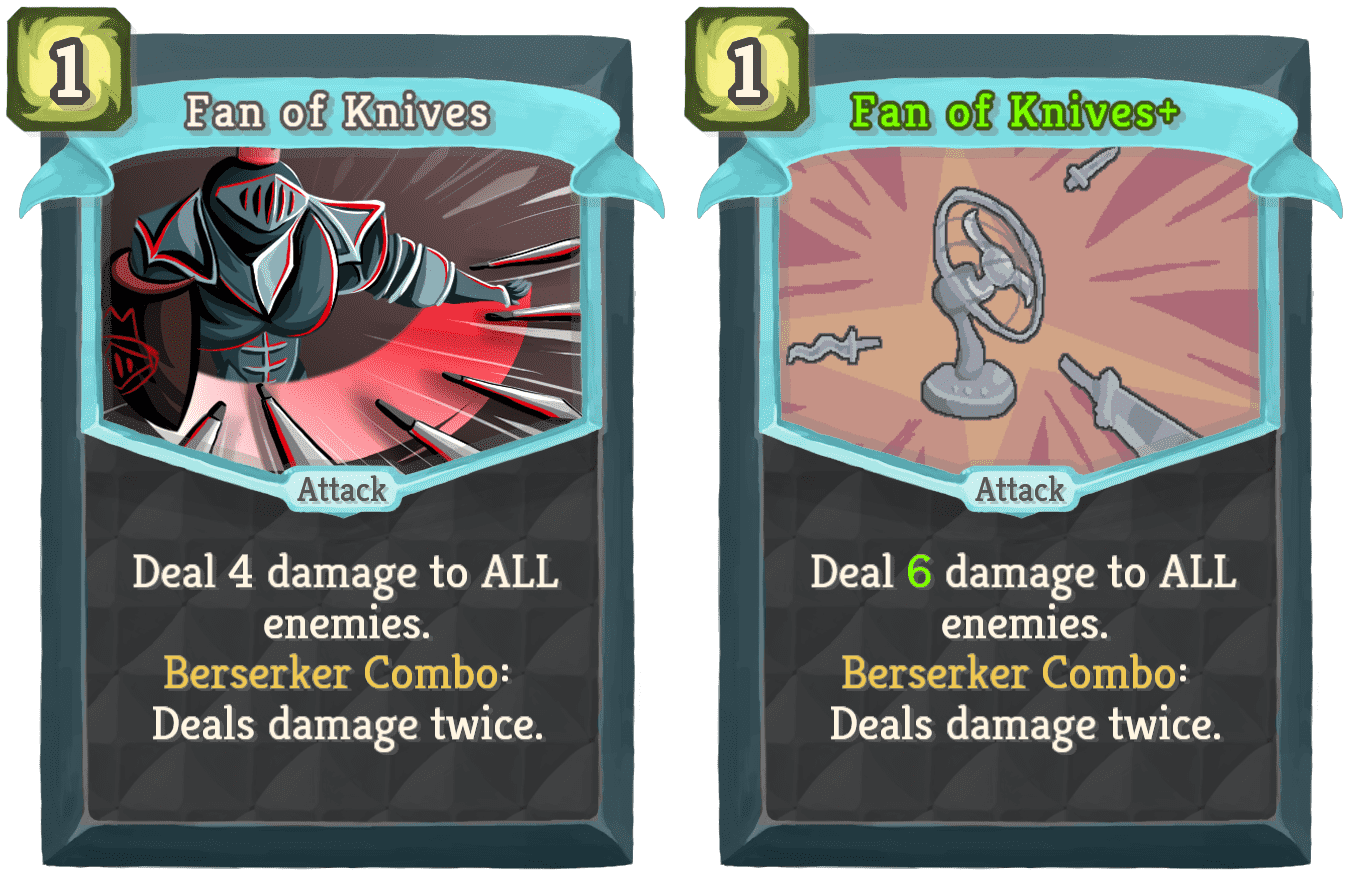 1
Fan of Knives
Attack
Deal 4 damage to ALL
enemies.
Berserker Combo:
Deals damage twice.
1
Fan of Knives+
Attack
Deal 6 damage to ALL
enemies.
Berserker Combo:
Deals damage twice.